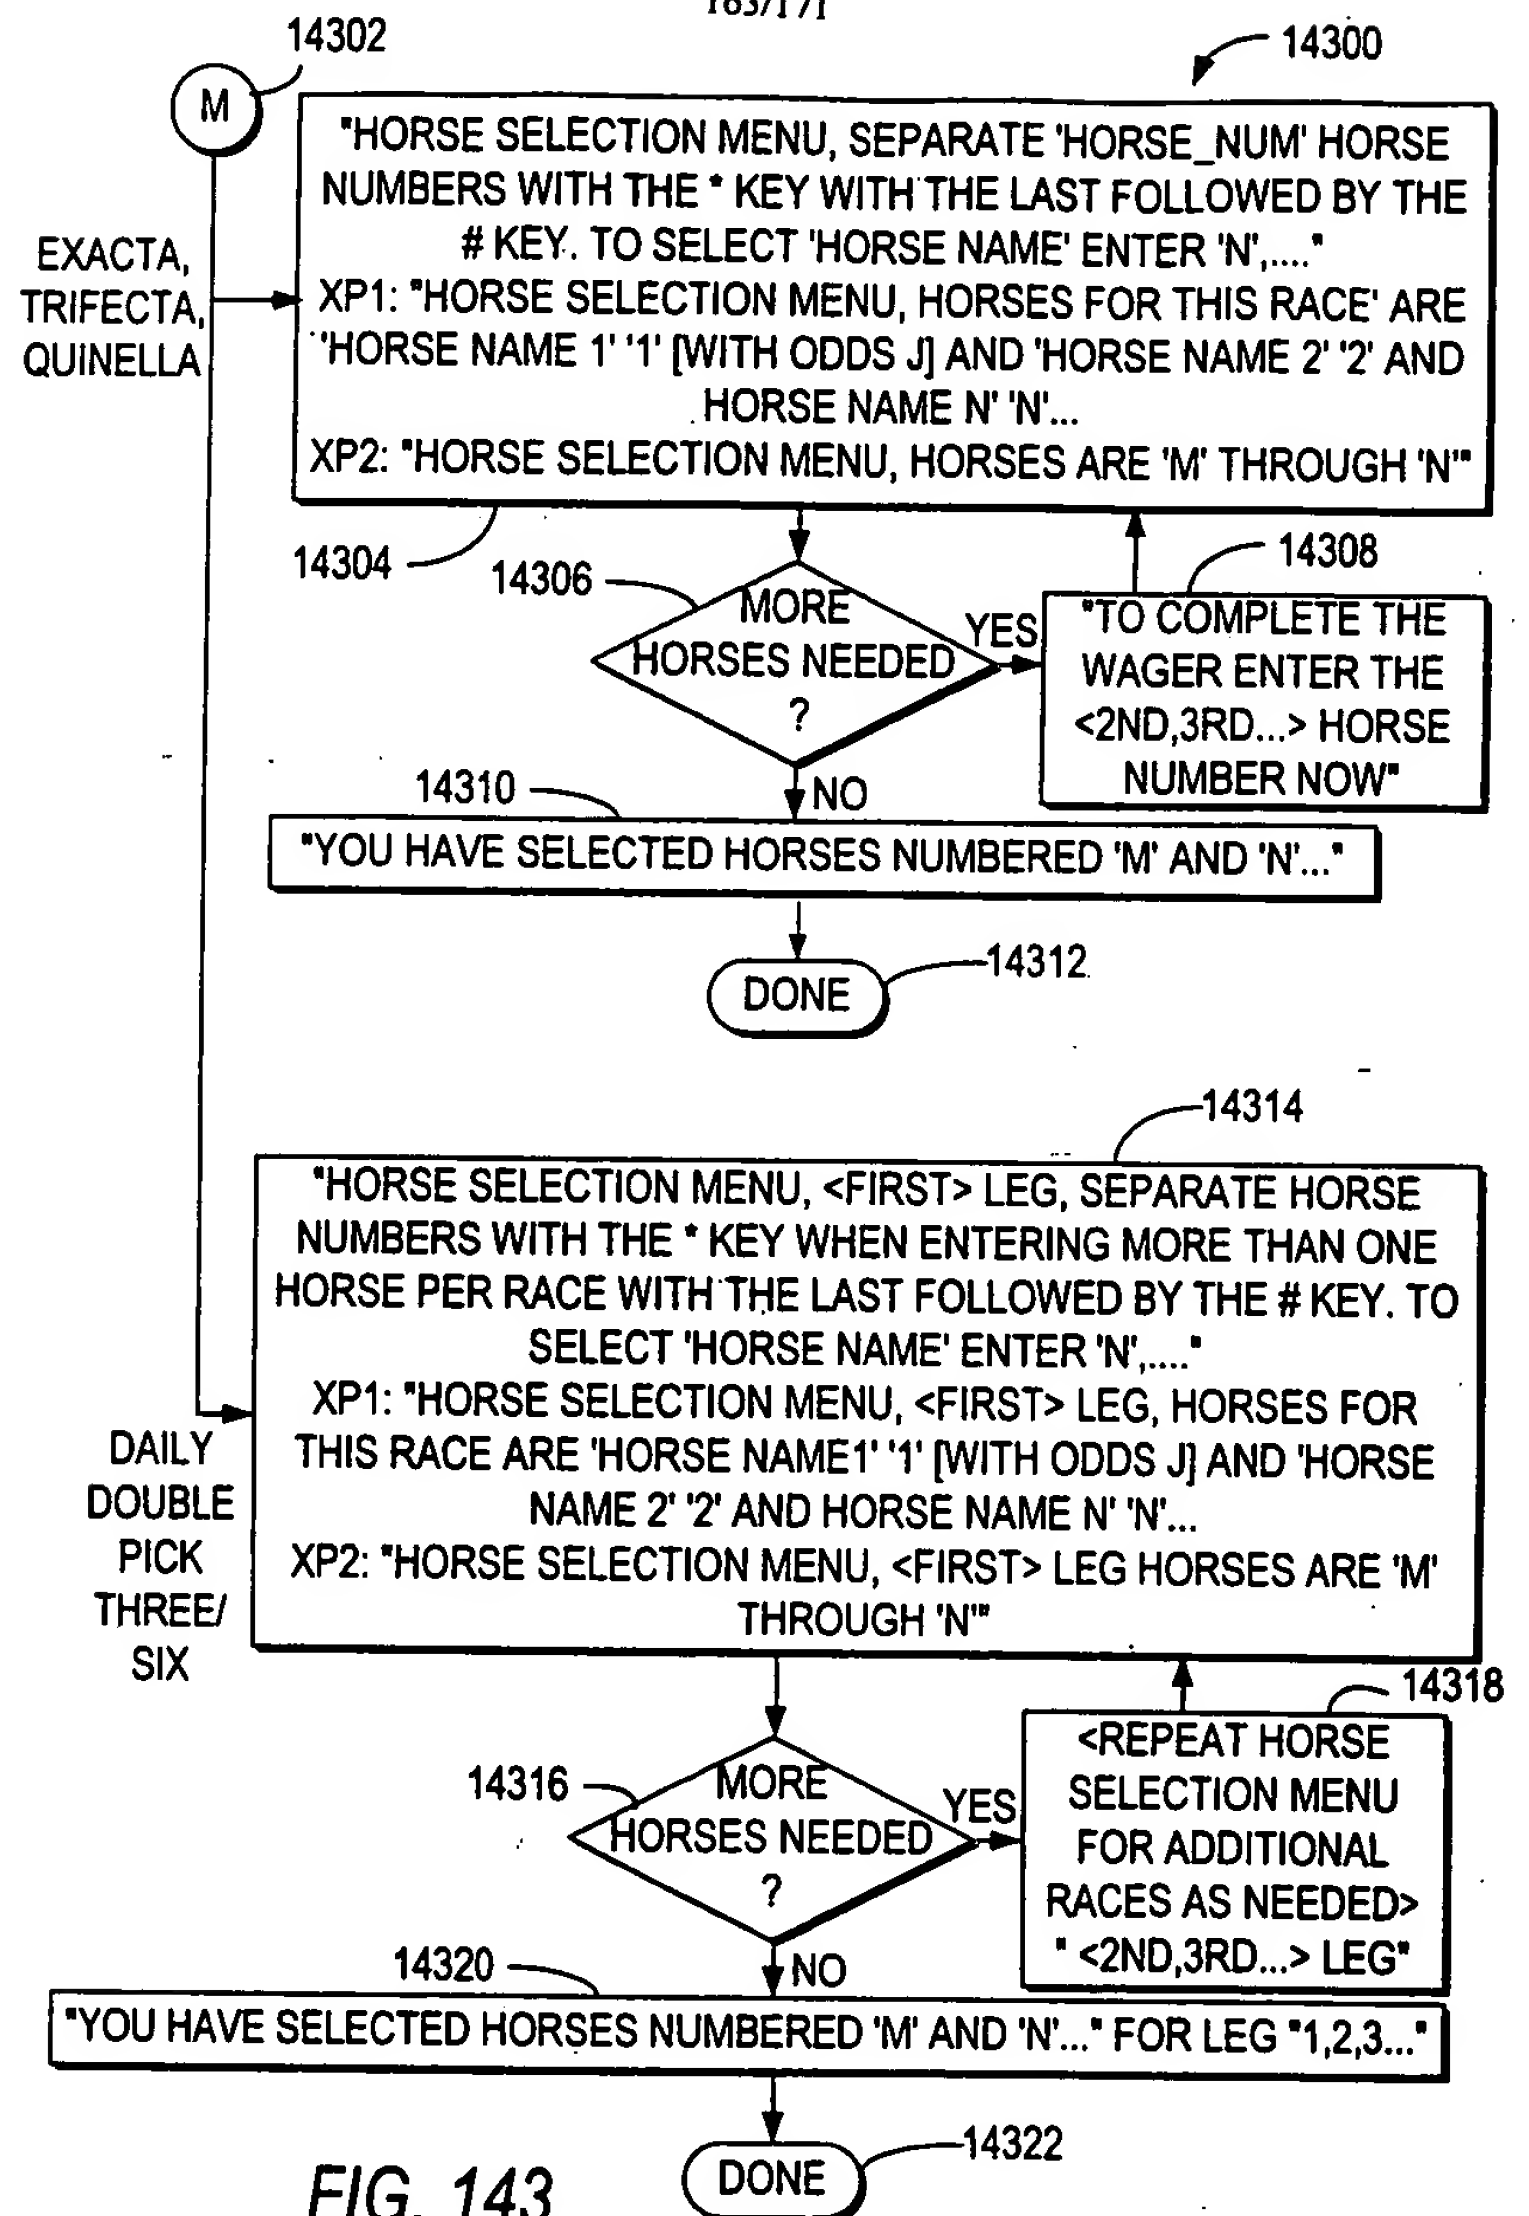 163/171
14302
14300
M
"HORSE SELECTION MENU, SEPARATE 'HORSE_NUM' HORSE
NUMBERS WITH THE * KEY WITH THE LAST FOLLOWED BY THE
# KEY. TO SELECT 'HORSE NAME' ENTER 'N',...."
XP1: "HORSE SELECTION MENU, HORSES FOR THIS RACE' ARE
'HORSE NAME 1' '1' [WITH ODDS J] AND 'HORSE NAME 2' '2' AND
HORSE NAME N' 'N'...
XP2: "HORSE SELECTION MENU, HORSES ARE 'M' THROUGH 'N'"
EXACTA,
TRIFECTA,
QUINELLA
14304
14306
14308
MORE
HORSES NEEDED
?
YES
"TO COMPLETE THE
WAGER ENTER THE
<2ND,3RD...> HORSE
NUMBER NOW"
14310
NO
"YOU HAVE SELECTED HORSES NUMBERED 'M' AND 'N'..."
DONE
14312
14314
"HORSE SELECTION MENU, <FIRST> LEG, SEPARATE HORSE
NUMBERS WITH THE * KEY WHEN ENTERING MORE THAN ONE
HORSE PER RACE WITH THE LAST FOLLOWED BY THE # KEY. TO
SELECT 'HORSE NAME' ENTER 'N',...."
XP1: "HORSE SELECTION MENU, <FIRST> LEG, HORSES FOR
THIS RACE ARE 'HORSE NAME1' '1' [WITH ODDS J] AND 'HORSE
NAME 2' '2' AND HORSE NAME N' 'N'...
XP2: "HORSE SELECTION MENU, <FIRST> LEG HORSES ARE 'M'
THROUGH 'N'"
DAILY
DOUBLE
PICK
THREE/
SIX
14316
MORE
HORSES NEEDED
?
YES
14318
<REPEAT HORSE
SELECTION MENU
FOR ADDITIONAL
RACES AS NEEDED>
" <2ND,3RD...> LEG"
14320
NO
"YOU HAVE SELECTED HORSES NUMBERED 'M' AND 'N'..." FOR LEG "1,2,3..."
DONE
14322
FIG. 143